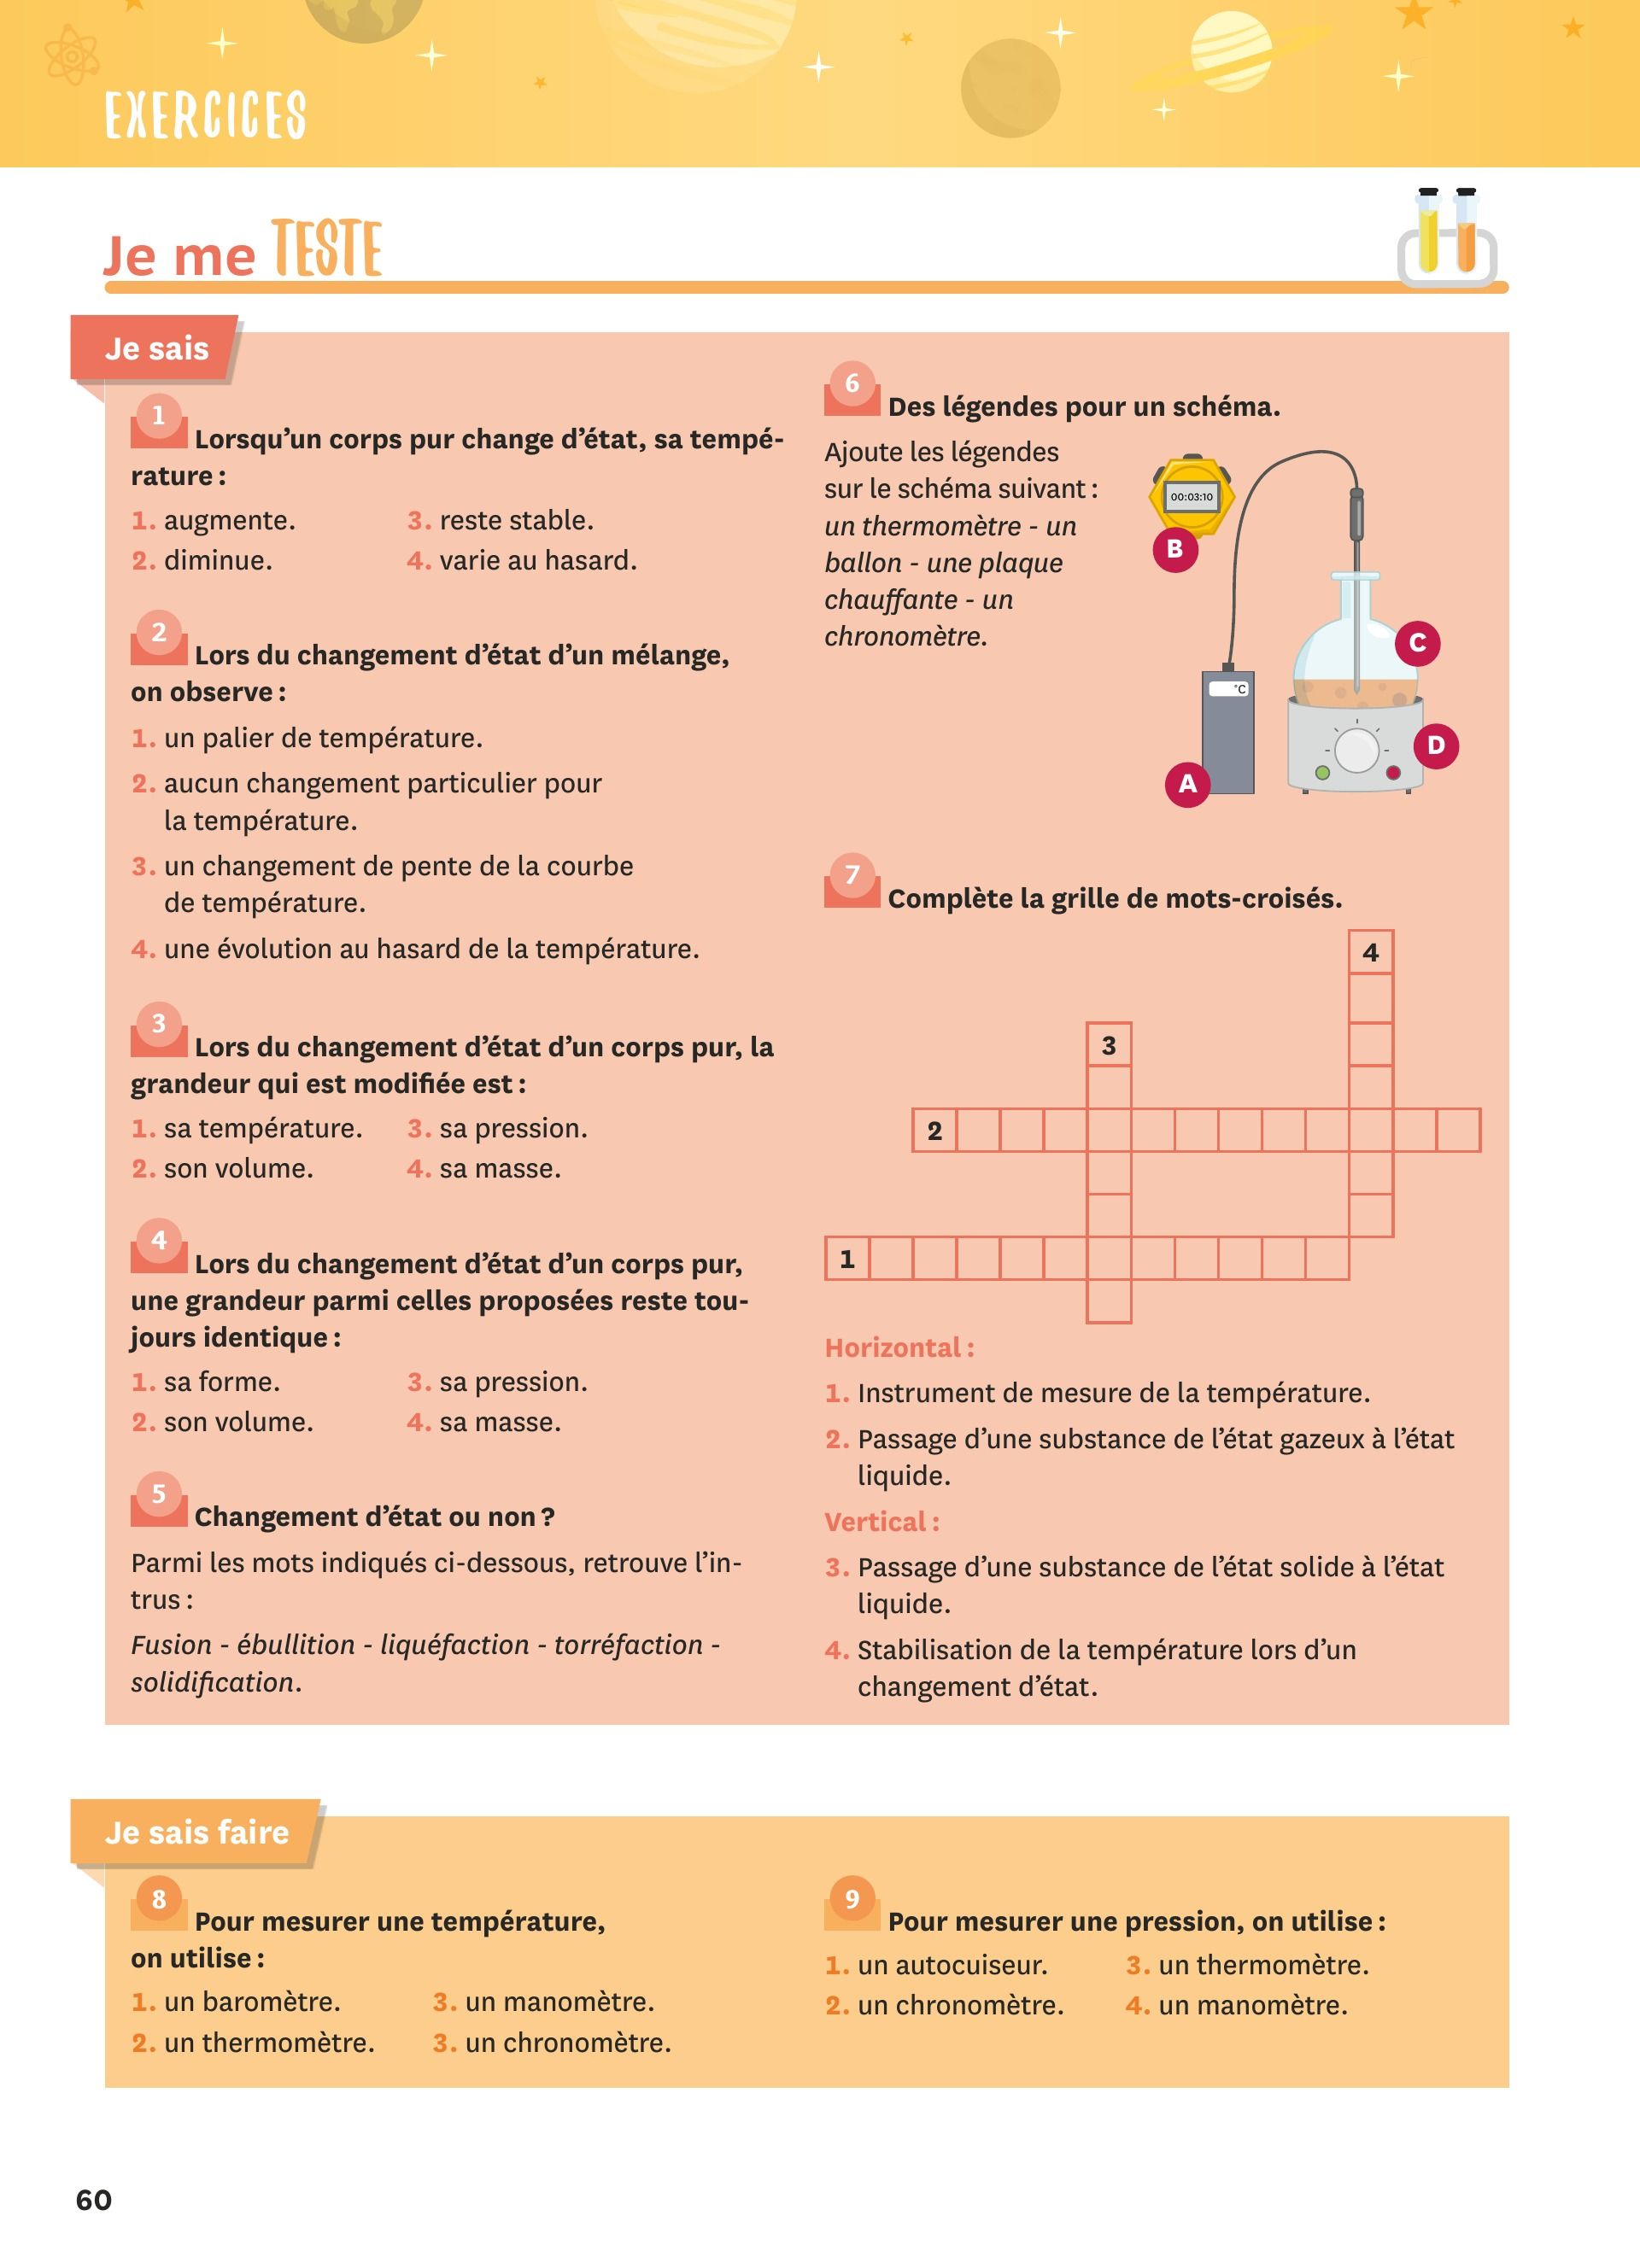 EXERCICES
Je me TESTE
Je sais
1 Lorsqu’un corps pur change d’état, sa tempé-
rature :
1. augmente.
2. diminue.
3. reste stable.
4. varie au hasard.
2 Lors du changement d’état d’un mélange,
on observe :
1. un palier de température.
2. aucun changement particulier pour
la température.
3. un changement de pente de la courbe
de température.
4. une évolution au hasard de la température.
3 Lors du changement d’état d’un corps pur, la
grandeur qui est modifiée est :
1. sa température.
2. son volume.
3. sa pression.
4. sa masse.
4 Lors du changement d’état d’un corps pur,
une grandeur parmi celles proposées reste tou-
jours identique :
1. sa forme.
2. son volume.
3. sa pression.
4. sa masse.
5 Changement d’état ou non ?
Parmi les mots indiqués ci-dessous, retrouve l’in-
trus :
Fusion - ébullition - liquéfaction - torréfaction -
solidification.
6 Des légendes pour un schéma.
Ajoute les légendes
sur le schéma suivant :
un thermomètre - un
ballon - une plaque
chauffante - un
chronomètre.
00:03:10
B
C
°C
D
A
7 Complète la grille de mots-croisés.
4
3
2
1
Horizontal :
1. Instrument de mesure de la température.
2. Passage d’une substance de l’état gazeux à l’état
liquide.
Vertical :
3. Passage d’une substance de l’état solide à l’état
liquide.
4. Stabilisation de la température lors d’un
changement d’état.
Je sais faire
8 Pour mesurer une température,
on utilise :
1. un baromètre.
2. un thermomètre.
3. un manomètre.
3. un chronomètre.
9 Pour mesurer une pression, on utilise :
1. un autocuiseur.
2. un chronomètre.
3. un thermomètre.
4. un manomètre.
60